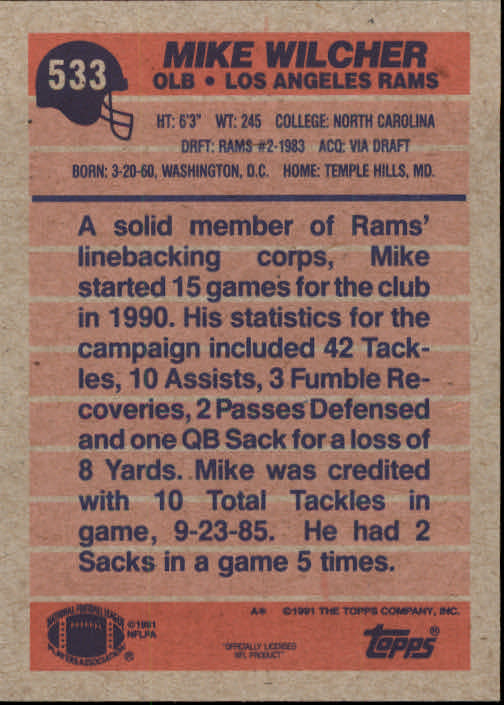 533
MIKE WILCHER
OLB • LOS ANGELES RAMS
HT: 6'3" WT: 245 COLLEGE: NORTH CAROLINA
DRFT: RAMS #2-1983 ACQ: VIA DRAFT
BORN: 3-20-60, WASHINGTON, D.C. HOME: TEMPLE HILLS, MD.
A solid member of Rams'
linebacking corps, Mike
started 15 games for the club
in 1990. His statistics for the
campaign included 42 Tack-
les, 10 Assists, 3 Fumble Re-
coveries, 2 Passes Defensed
and one QB Sack for a loss of
8 Yards. Mike was credited
with 10 Total Tackles in
game, 9-23-85. He had 2
Sacks in a game 5 times.
A* ©1991 THE TOPPS COMPANY, INC.
NATIONAL FOOTBALL LEAGUE
PLAYERS ASSOCIATION ®
©1991
NFLPA
"OFFICIALLY LICENSED
NFL PRODUCT"
topps®